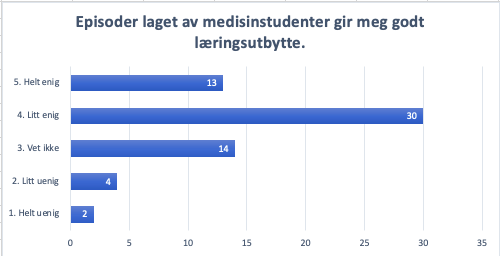 Episoder laget av medisinstudenter gir meg godt
læringsutbytte.
5. Helt enig 13
4. Litt enig 30
3. Vet ikke 14
2. Litt uenig 4
1. Helt uenig 2
0 5 10 15 20 25 30 35